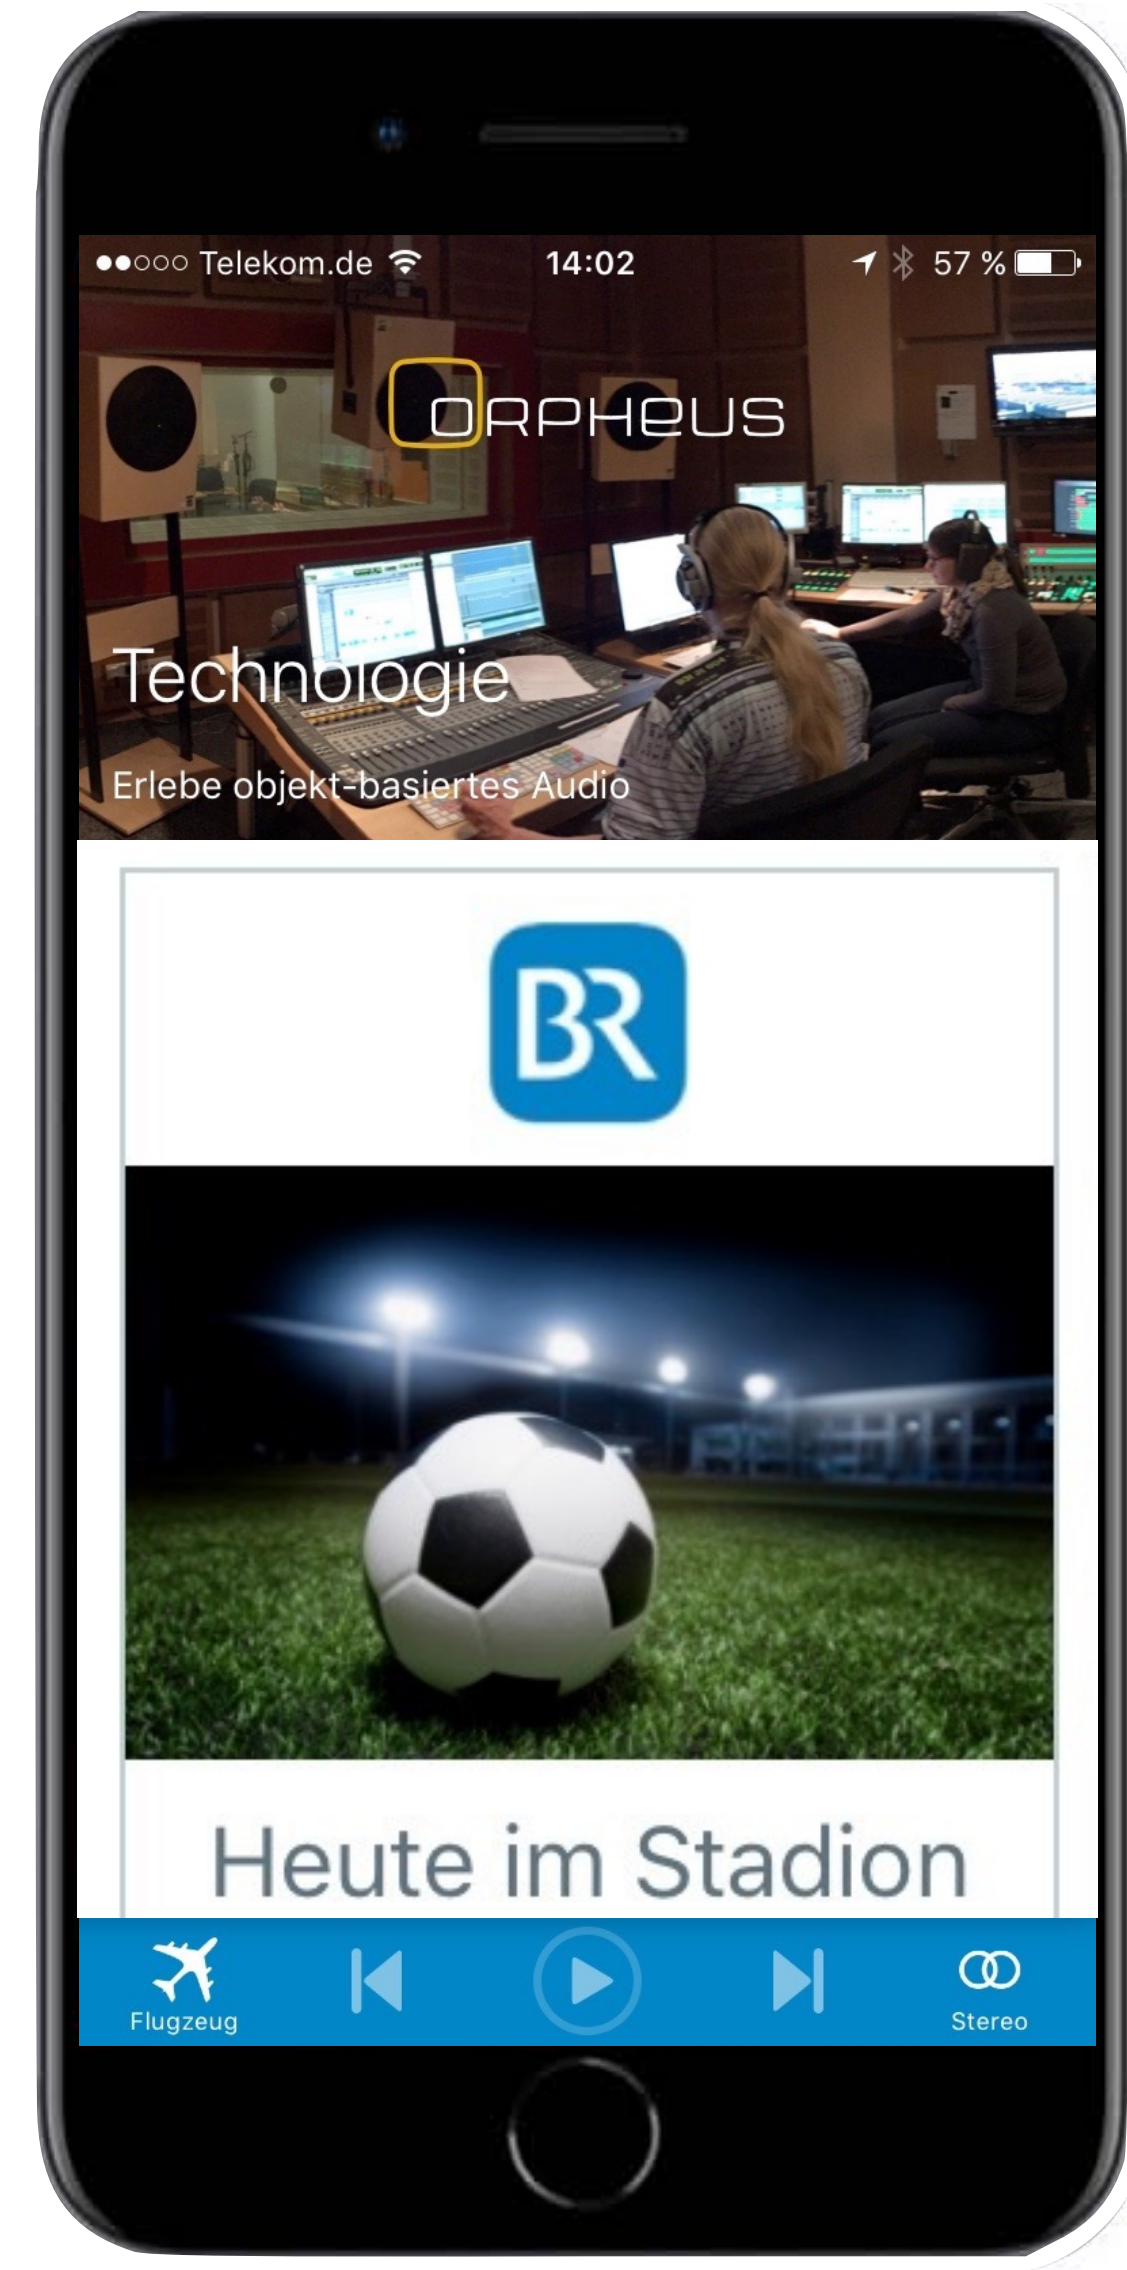 Telekom.de 14:02 57 %
ORPHEUS
Technologie
Erlebe objekt-basiertes Audio
BR
Heute im Stadion
Flugzeug
Stereo